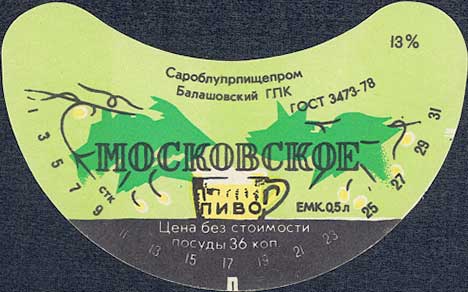 13%
Сароблупрпищепром
Балашовский ГПК
ГОСТ 3473-78
МОСКОВСКОЕ
ПИВО
ЕМК.0,5л
Цена без стоимости
посуды 36 коп.
стк
1 3 5 7 9 11 13 15 17 19 21 23 25 27 29 31